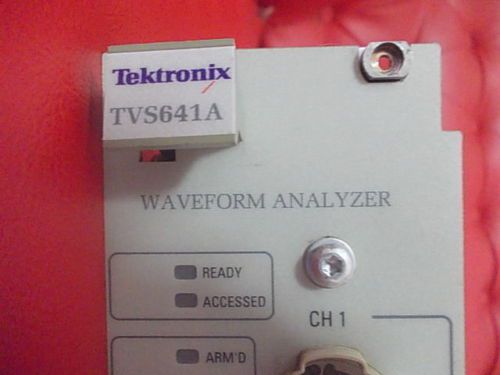 Tektronix
TVS641A
WAVEFORM ANALYZER
READY
ACCESSED
CH 1
ARM'D